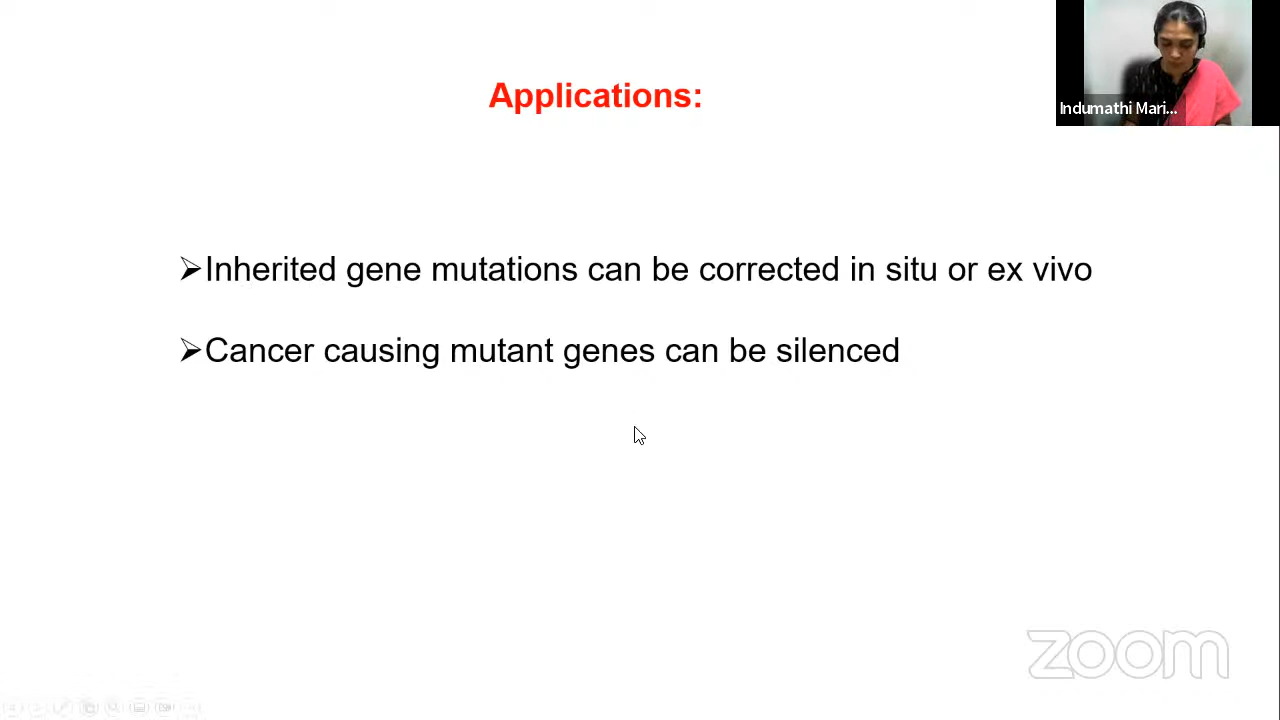 Applications:
Indumathi Mari...
➢Inherited gene mutations can be corrected in situ or ex vivo
➢Cancer causing mutant genes can be silenced
zoom